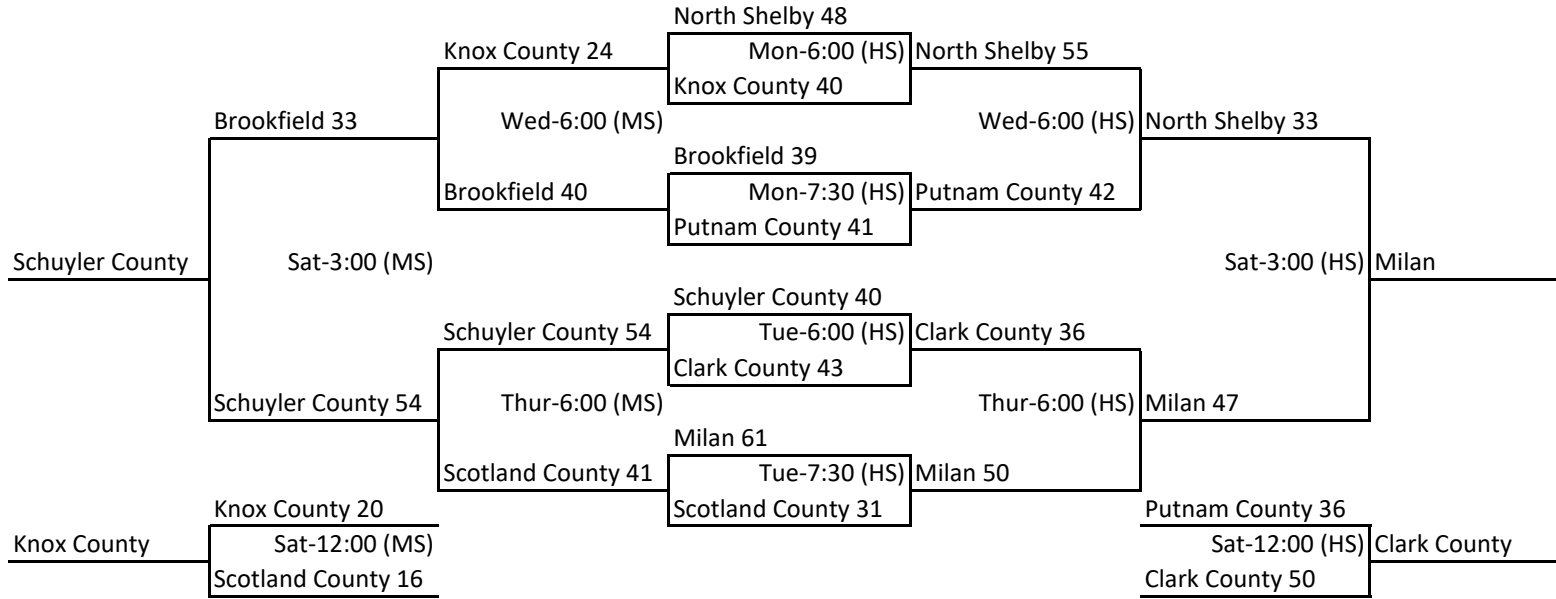 North Shelby 48
Knox County 24
Mon-6:00 (HS)
North Shelby 55
Knox County 40
Brookfield 33
Wed-6:00 (MS)
Wed-6:00 (HS)
North Shelby 33
Brookfield 39
Brookfield 40
Mon-7:30 (HS)
Putnam County 42
Putnam County 41
Schuyler County
Sat-3:00 (MS)
Sat-3:00 (HS)
Milan
Schuyler County 40
Schuyler County 54
Tue-6:00 (HS)
Clark County 36
Clark County 43
Schuyler County 54
Thur-6:00 (MS)
Thur-6:00 (HS)
Milan 47
Milan 61
Scotland County 41
Tue-7:30 (HS)
Milan 50
Scotland County 31
Knox County 20
Putnam County 36
Knox County
Sat-12:00 (MS)
Sat-12:00 (HS)
Clark County
Scotland County 16
Clark County 50